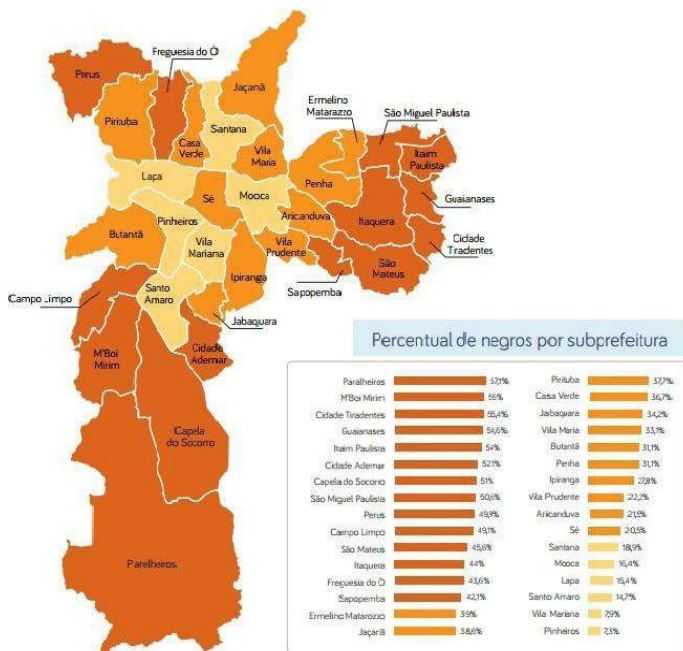 Freguesia do Ó
Perus
Jaçanã
Ermelino
Matarazzo
São Miguel Paulista
Pirituba
Santana
Casa
Verde
Vila
Maria
Itaim
Paulista
Lapa
Penha
Guaianases
Sé
Mooca
Itaquera
Pinheiros
Aricanduva
Butantã
Vila
Mariana
Vila
Prudente
Cidade
Tiradentes
Ipiranga
São
Mateus
Santo
Amaro
Sapopemba
Campo Limpo
Jabaquara
M'Boi
Mirim
Cidade
Ademar
Capela
do Socorro
Parelheiros
Percentual de negros por subprefeitura
Paralheiros 57,1%
M'Boi Mirim 56%
Cidade Tiradentes 55,4%
Guaianases 54,6%
Itaim Paulista 54%
Cidade Ademar 52,1%
Capela do Socorro 51%
São Miguel Paulista 50,6%
Perus 49,9%
Campo Limpo 49,1%
São Mateus 45,6%
Itaquera 44%
Freguesia do Ó 43,6%
Sapopemba 42,1%
Ermelino Matarozzo 39%
Jaçarã 38,6%
Pirituba 37,7%
Casa Verde 36,7%
Jabaquara 34,2%
Vila Maria 33,1%
Butantã 31,1%
Penha 31,1%
Ipiranga 27,8%
Vila Prudente 22,2%
Aricanduva 21,5%
Sé 20,5%
Santana 18,9%
Mooca 16,4%
Lapa 15,4%
Santo Amaro 14,7%
Vila Mariana 7,9%
Pinheiros 7,3%